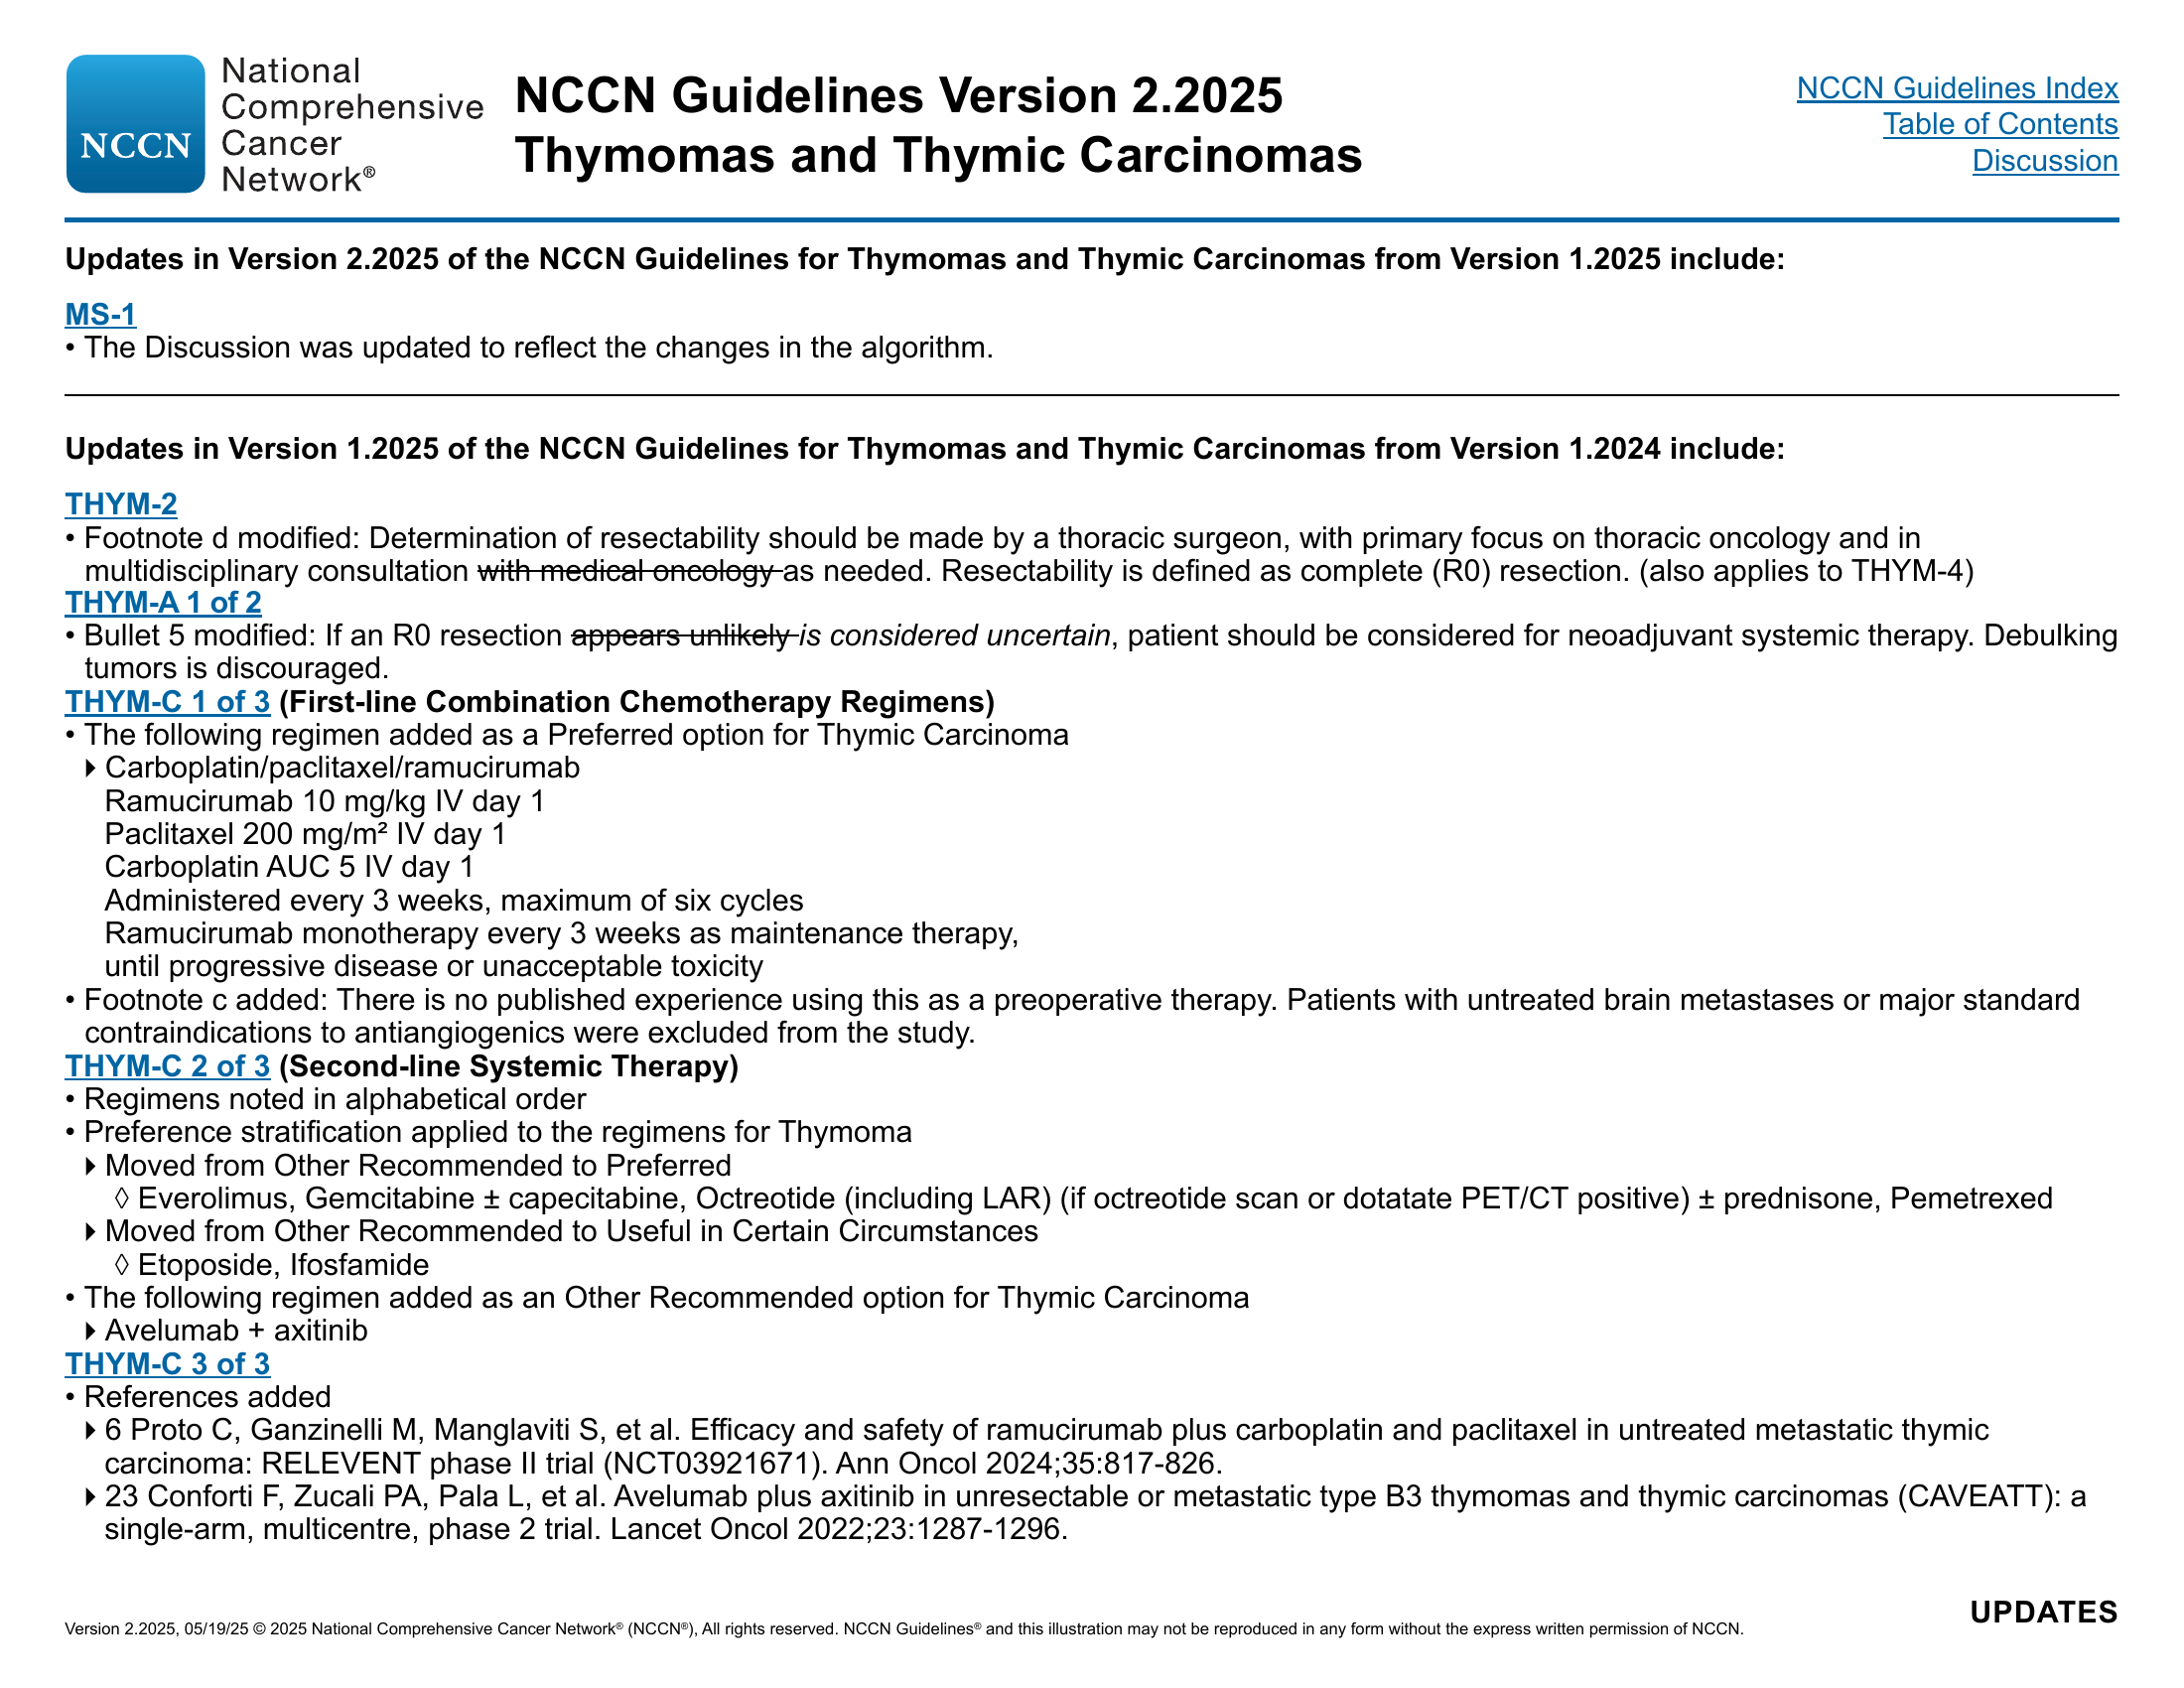 National
Comprehensive
NCCN Cancer
Network®
NCCN Guidelines Version 2.2025
Thymomas and Thymic Carcinomas
NCCN Guidelines Index
Table of Contents
Discussion
Updates in Version 2.2025 of the NCCN Guidelines for Thymomas and Thymic Carcinomas from Version 1.2025 include:
MS-1
• The Discussion was updated to reflect the changes in the algorithm.
Updates in Version 1.2025 of the NCCN Guidelines for Thymomas and Thymic Carcinomas from Version 1.2024 include:
THYM-2
• Footnote d modified: Determination of resectability should be made by a thoracic surgeon, with primary focus on thoracic oncology and in
multidisciplinary consultation with medical oncology as needed. Resectability is defined as complete (R0) resection. (also applies to THYM-4)
THYM-A 1 of 2
• Bullet 5 modified: If an R0 resection appears unlikely is considered uncertain, patient should be considered for neoadjuvant systemic therapy. Debulking
tumors is discouraged.
THYM-C 1 of 3 (First-line Combination Chemotherapy Regimens)
• The following regimen added as a Preferred option for Thymic Carcinoma
▸ Carboplatin/paclitaxel/ramucirumab
Ramucirumab 10 mg/kg IV day 1
Paclitaxel 200 mg/m² IV day 1
Carboplatin AUC 5 IV day 1
Administered every 3 weeks, maximum of six cycles
Ramucirumab monotherapy every 3 weeks as maintenance therapy,
until progressive disease or unacceptable toxicity
• Footnote c added: There is no published experience using this as a preoperative therapy. Patients with untreated brain metastases or major standard
contraindications to antiangiogenics were excluded from the study.
THYM-C 2 of 3 (Second-line Systemic Therapy)
• Regimens noted in alphabetical order
• Preference stratification applied to the regimens for Thymoma
▸ Moved from Other Recommended to Preferred
◊ Everolimus, Gemcitabine ± capecitabine, Octreotide (including LAR) (if octreotide scan or dotatate PET/CT positive) ± prednisone, Pemetrexed
▸ Moved from Other Recommended to Useful in Certain Circumstances
◊ Etoposide, Ifosfamide
• The following regimen added as an Other Recommended option for Thymic Carcinoma
▸ Avelumab + axitinib
THYM-C 3 of 3
• References added
▸ 6 Proto C, Ganzinelli M, Manglaviti S, et al. Efficacy and safety of ramucirumab plus carboplatin and paclitaxel in untreated metastatic thymic
carcinoma: RELEVENT phase II trial (NCT03921671). Ann Oncol 2024;35:817-826.
▸ 23 Conforti F, Zucali PA, Pala L, et al. Avelumab plus axitinib in unresectable or metastatic type B3 thymomas and thymic carcinomas (CAVEATT): a
single-arm, multicentre, phase 2 trial. Lancet Oncol 2022;23:1287-1296.
UPDATES
Version 2.2025, 05/19/25 © 2025 National Comprehensive Cancer Network® (NCCN®), All rights reserved. NCCN Guidelines® and this illustration may not be reproduced in any form without the express written permission of NCCN.